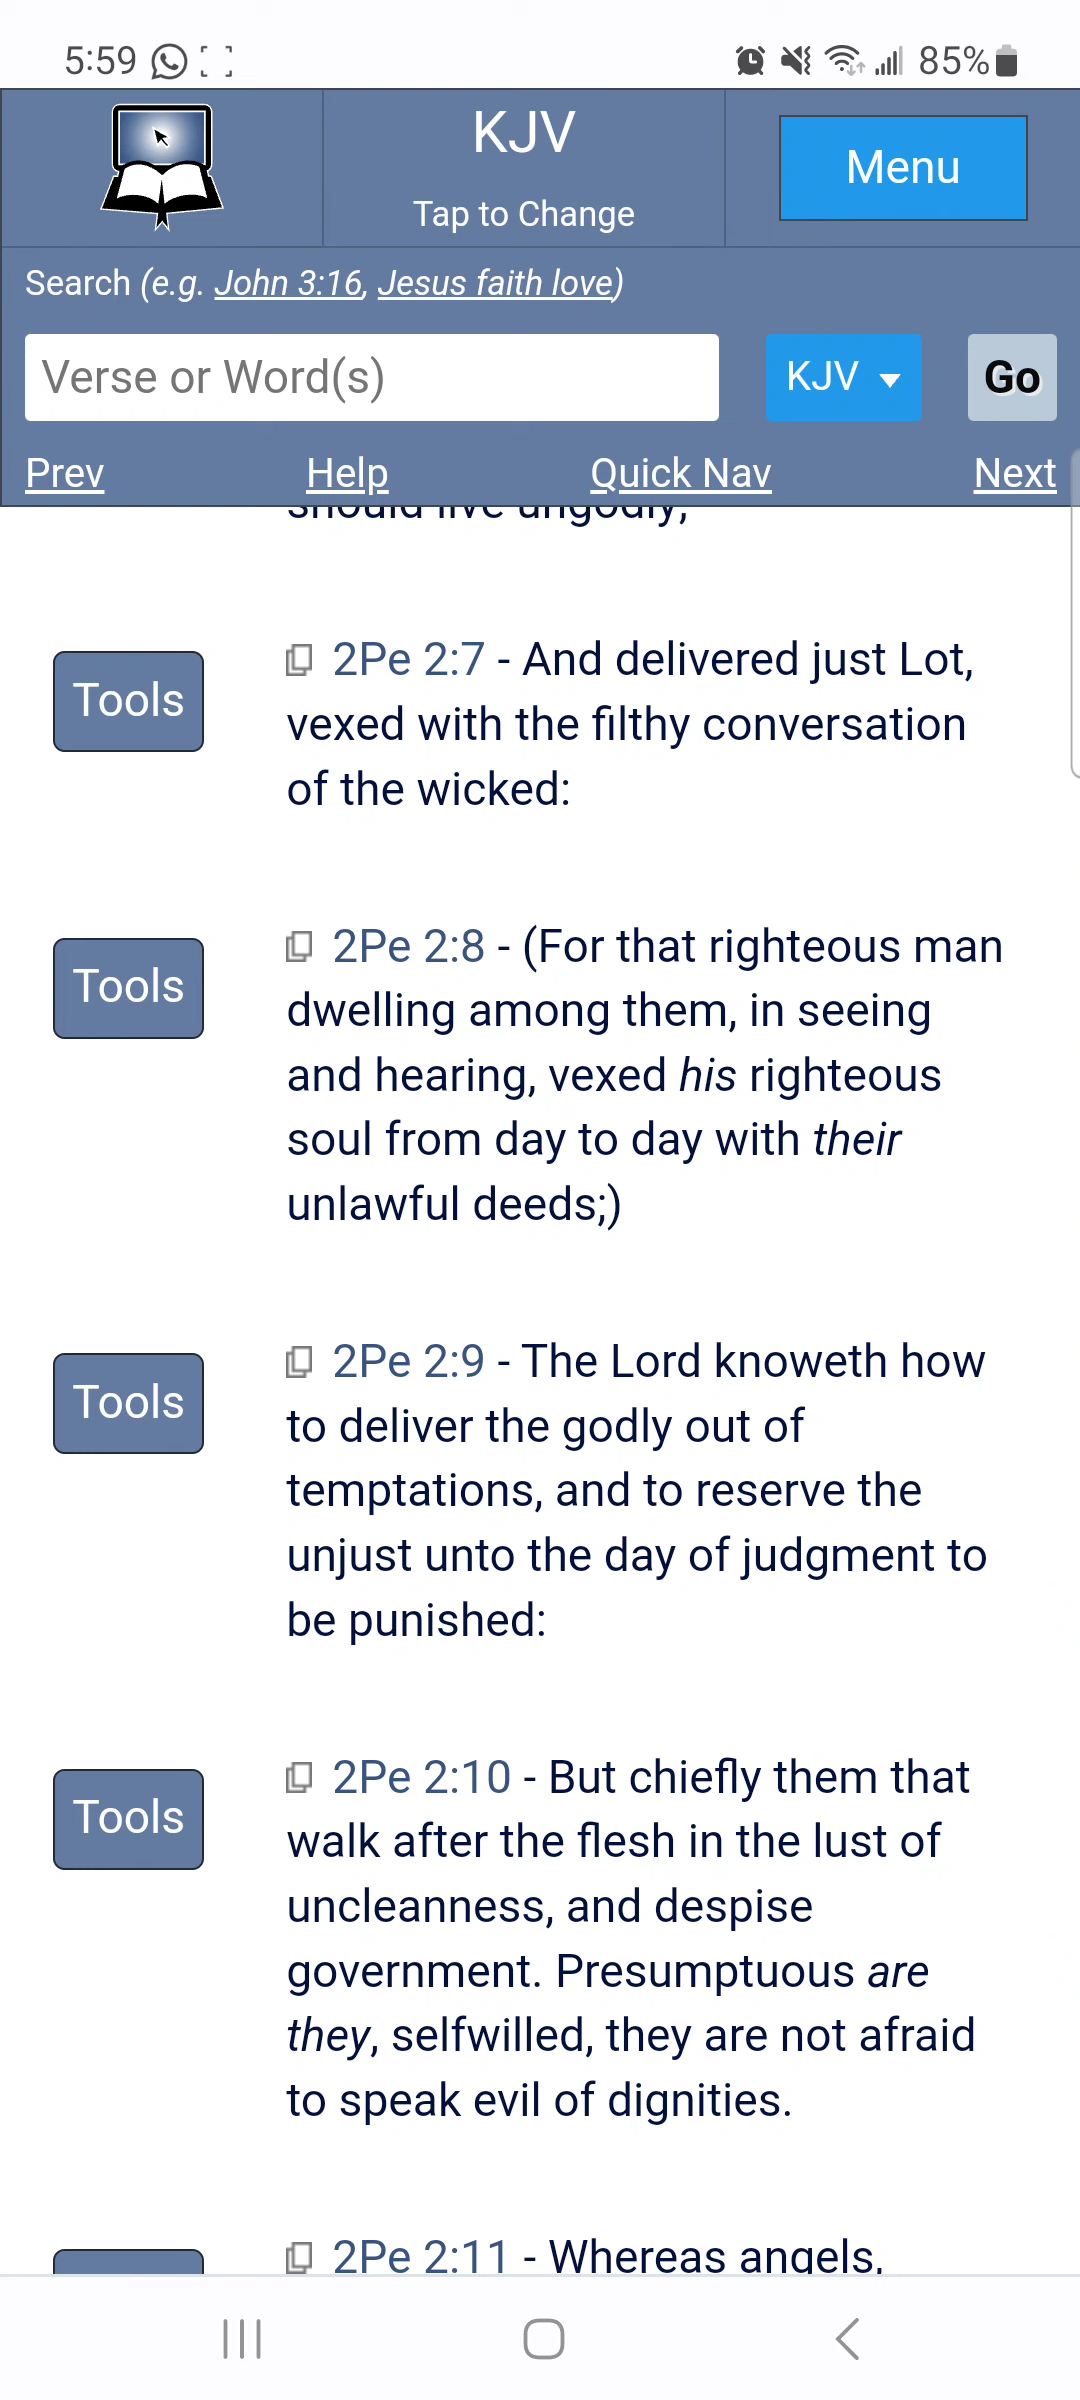 5:59 85%
KJV
Tap to Change
Menu
Search (e.g. John 3:16, Jesus faith love)
Verse or Word(s) KJV Go
Prev Help Quick Nav Next
should live ungodly;
Tools 2Pe 2:7 - And delivered just Lot,
vexed with the filthy conversation
of the wicked:
Tools 2Pe 2:8 - (For that righteous man
dwelling among them, in seeing
and hearing, vexed his righteous
soul from day to day with their
unlawful deeds;)
Tools 2Pe 2:9 - The Lord knoweth how
to deliver the godly out of
temptations, and to reserve the
unjust unto the day of judgment to
be punished:
Tools 2Pe 2:10 - But chiefly them that
walk after the flesh in the lust of
uncleanness, and despise
government. Presumptuous are
they, selfwilled, they are not afraid
to speak evil of dignities.
2Pe 2:11 - Whereas angels,